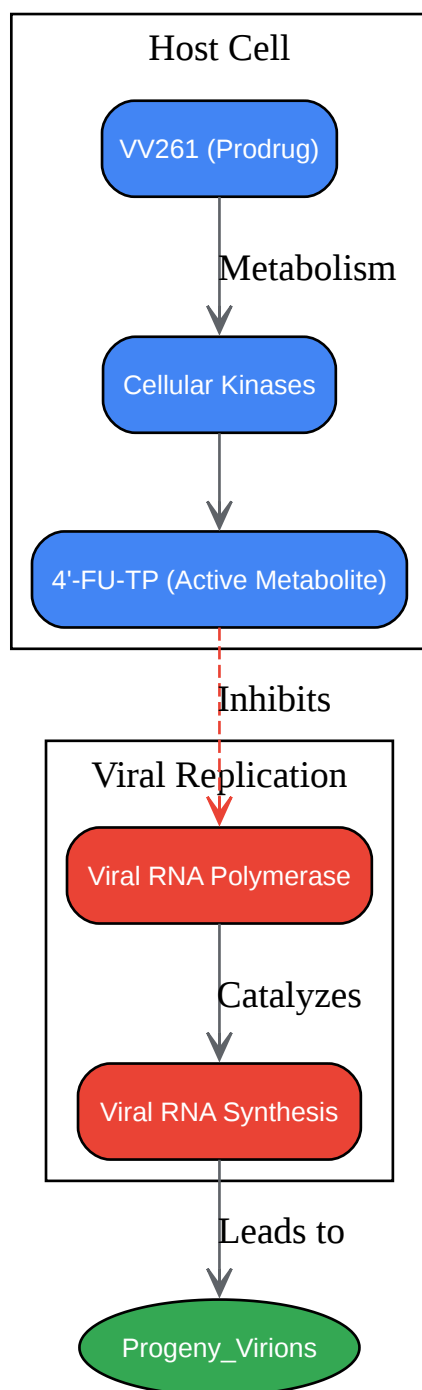 Host Cell
VV261 (Prodrug)
Metabolism
Cellular Kinases
4'-FU-TP (Active Metabolite)
Inhibits
Viral Replication
Viral RNA Polymerase
Catalyzes
Viral RNA Synthesis
Leads to
Progeny_Virions